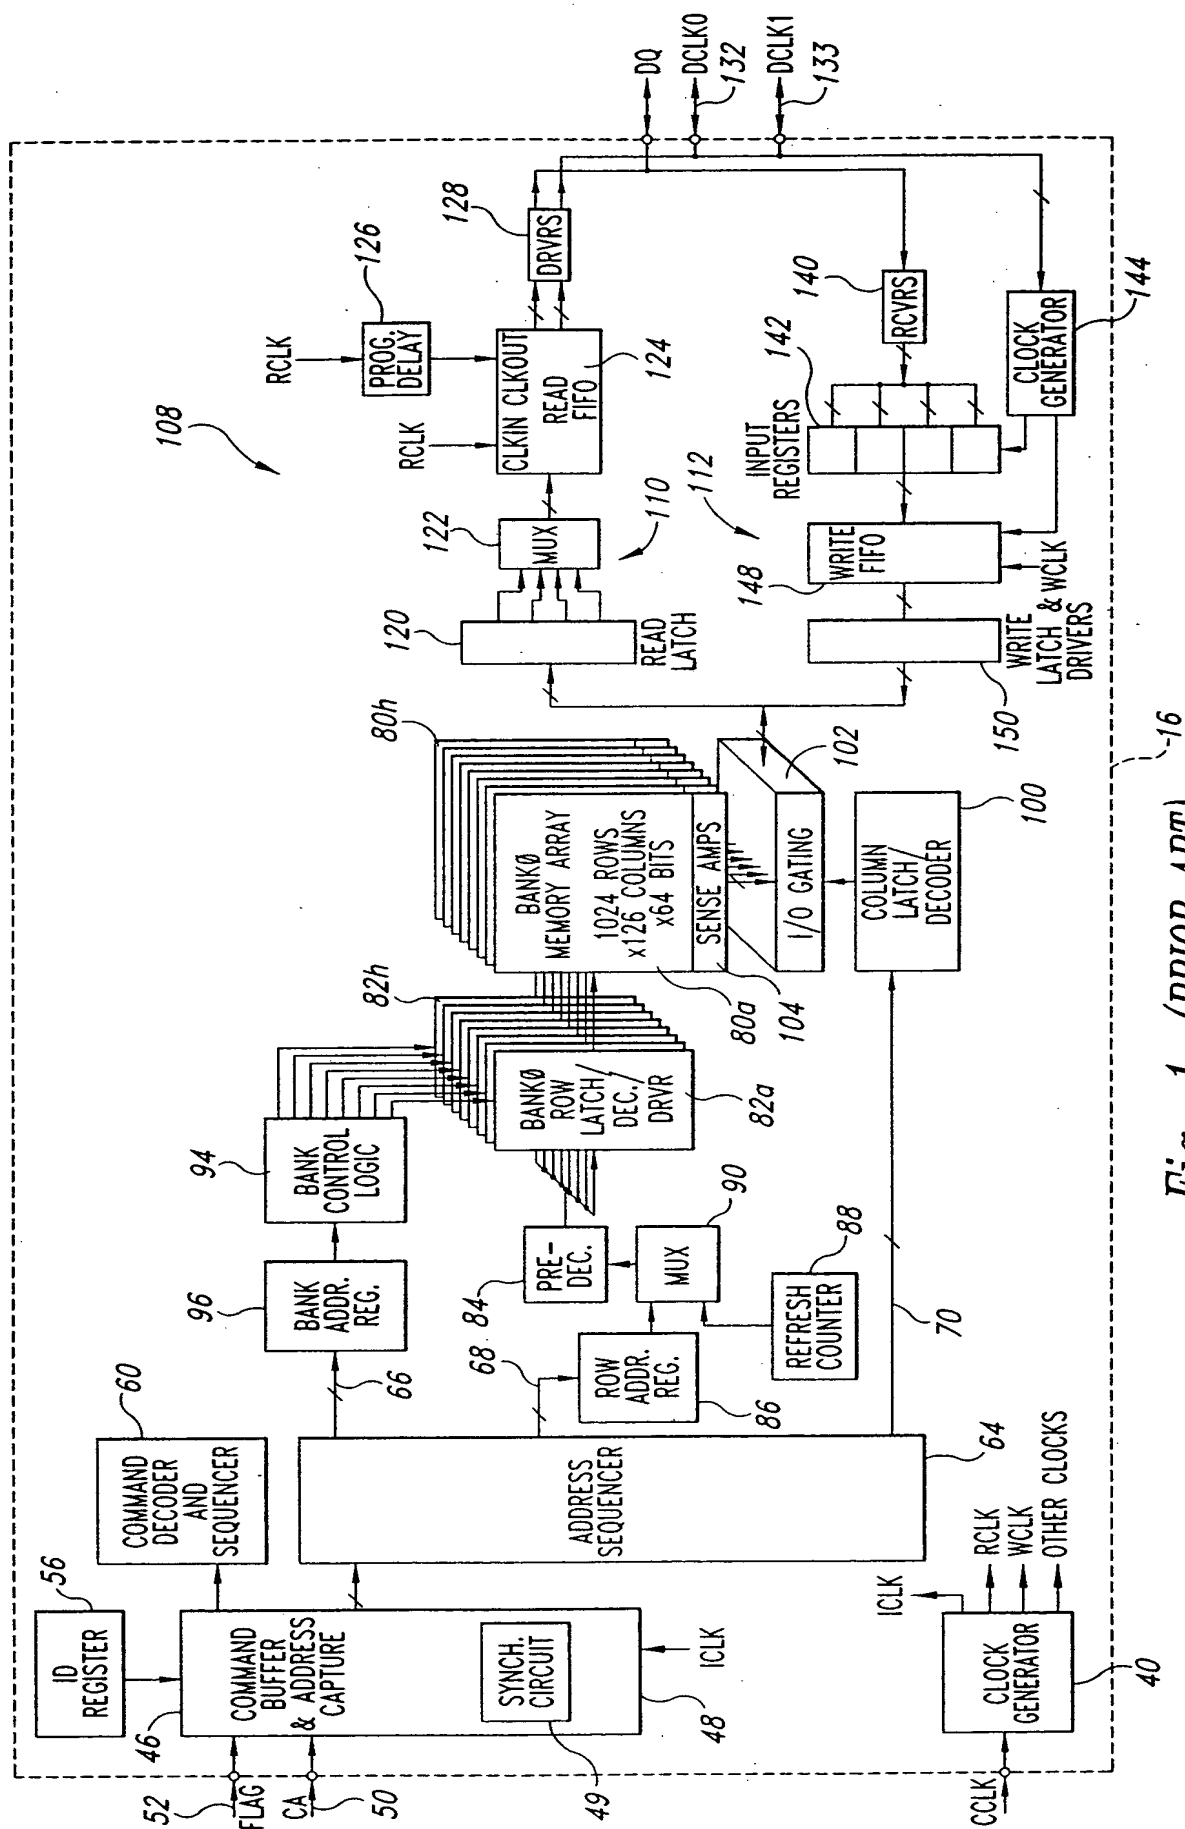 52
FLAG
CA
50
46
ID
REGISTER
56
COMMAND
BUFFER
& ADDRESS
CAPTURE
SYNCH.
CIRCUIT
49
48
ICLK
CCLK
CLOCK
GENERATOR
40
ICLK
RCLK
WCLK
OTHER CLOCKS
COMMAND
DECODER
AND
SEQUENCER
60
ADDRESS
SEQUENCER
64
66
68
70
BANK
ADDR.
REG.
96
BANK
CONTROL
LOGIC
94
ROW
ADDR.
REG.
86
REFRESH
COUNTER
88
MUX
90
PRE-
DEC.
84
BANKØ
ROW
LATCH/
DEC./
DRVR
82a
82h
BANKØ
MEMORY ARRAY
1024 ROWS
x126 COLUMNS
x64 BITS
80a
80h
SENSE AMPS
104
I/O GATING
102
COLUMN
LATCH/
DECODER
100
108
READ
LATCH
120
MUX
122
110
RCLK
RCLK
PROG.
DELAY
126
CLKIN CLKOUT
READ
FIFO
124
DRVRS
128
DQ
DCLK0
132
DCLK1
133
RCVRS
140
INPUT
REGISTERS
142
112
CLOCK
GENERATOR
144
WRITE
FIFO
148
WCLK
WRITE
LATCH &
DRIVERS
150
16
Fig. 1 (PRIOR ART)